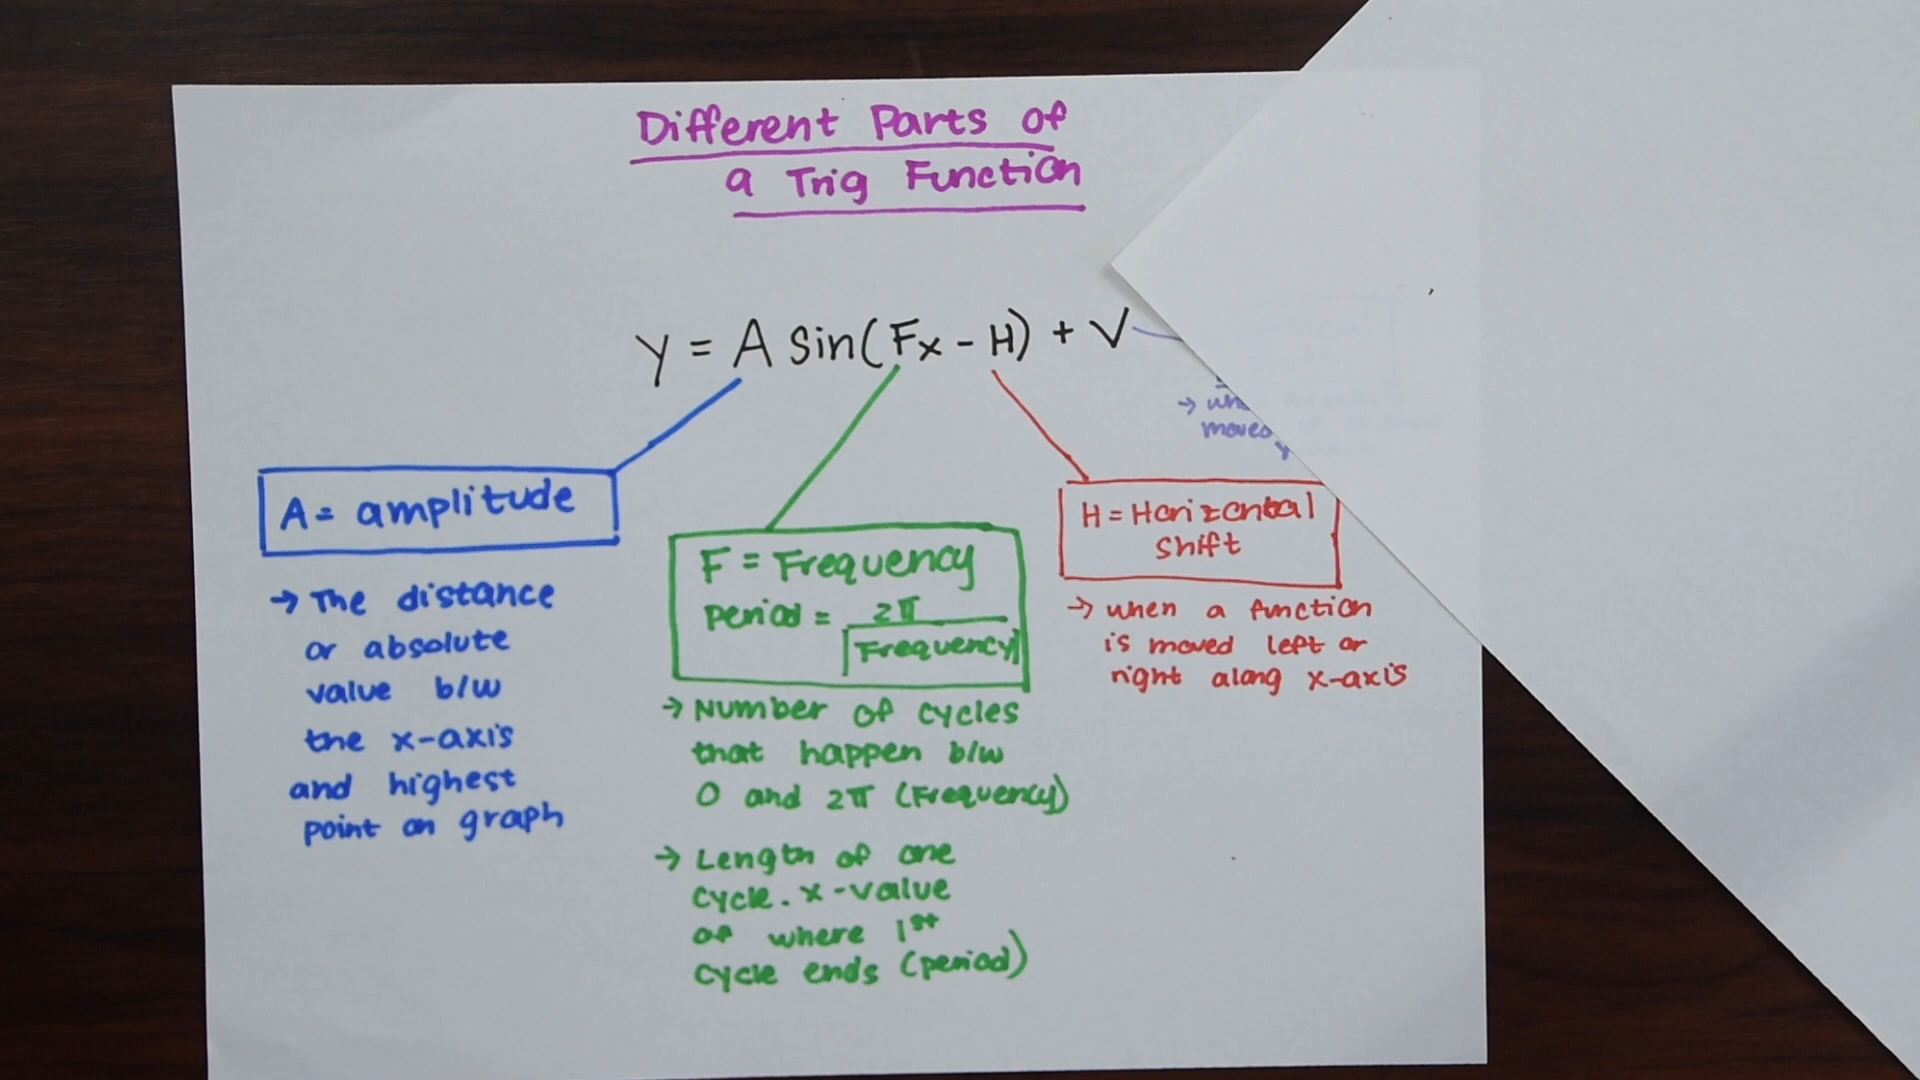 Different Parts of
a Trig Function
y = A sin(Fx - H) + V
A = amplitude
→ The distance
or absolute
value b/w
the x-axis
and highest
point on graph
F = Frequency
period = 2π
|Frequency|
→ Number of cycles
that happen b/w
0 and 2π (Frequency)
→ Length of one
cycle. x-value
of where 1st
cycle ends (period)
H = Horizontal
shift
→ when a function
is moved left or
right along x-axis
→
moved